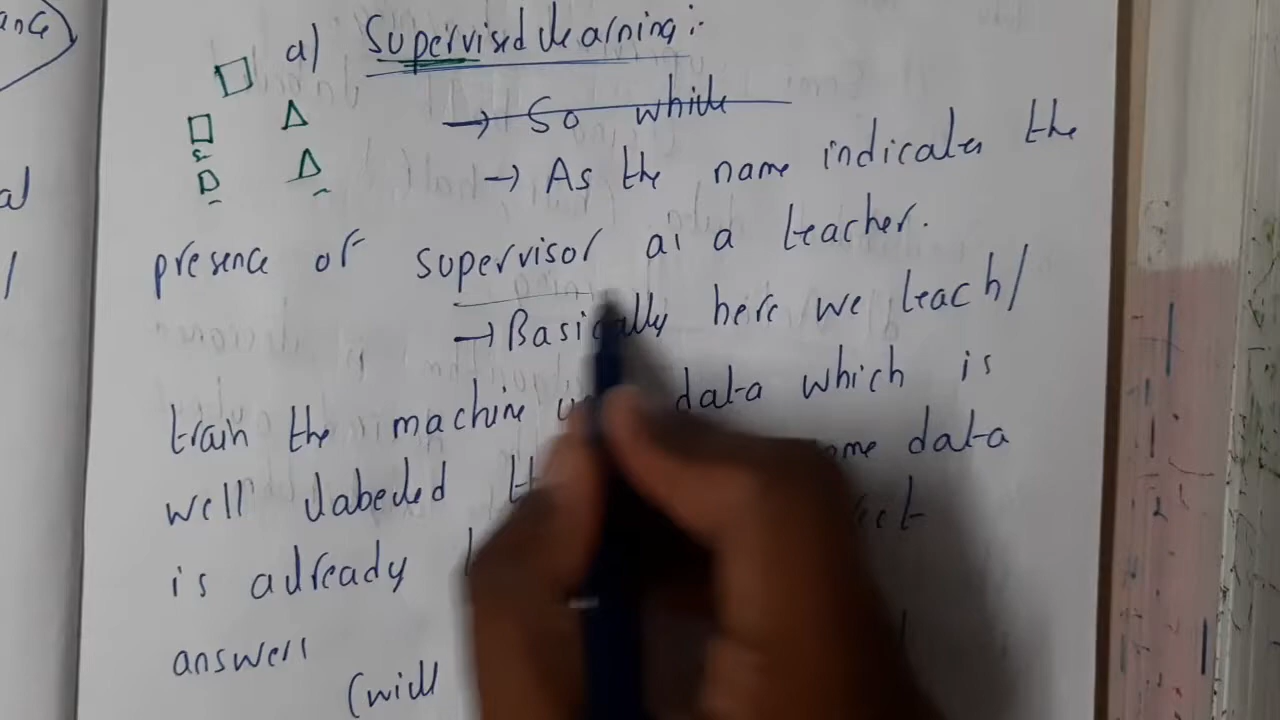 a) Supervised learning:
→ So while
→ As the name indicates the
presence of supervisor as a teacher.
→ Basically here we teach/
train the machine data which is
well labeled data
is already
answers
(will